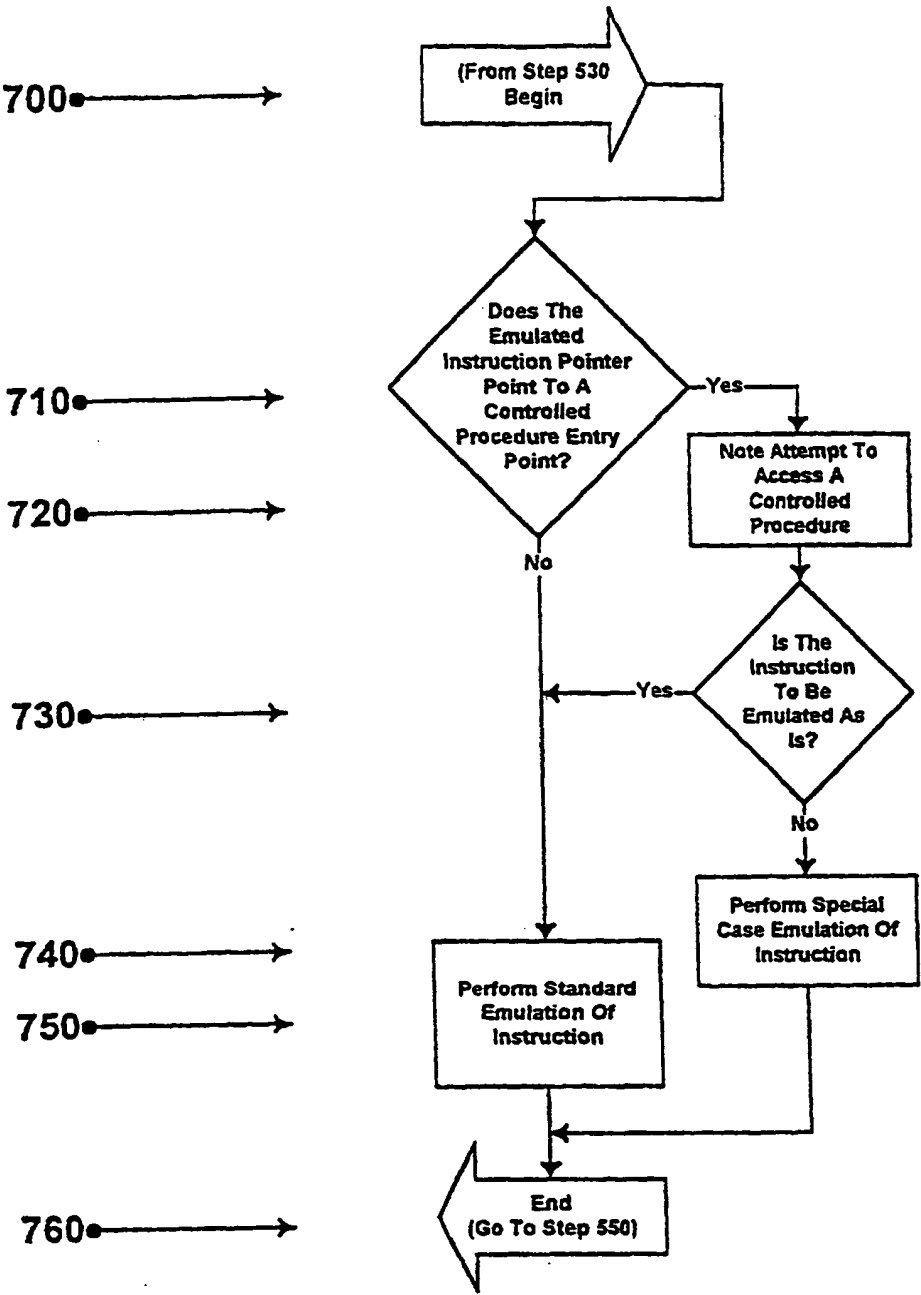 700
(From Step 530
Begin
710
Does The
Emulated
Instruction Pointer
Point To A
Controlled
Procedure Entry
Point?
Yes
720
Note Attempt To
Access A
Controlled
Procedure
No
730
Is The
Instruction
To Be
Emulated As
Is?
Yes
No
740
Perform Special
Case Emulation Of
Instruction
750
Perform Standard
Emulation Of
Instruction
760
End
(Go To Step 550)